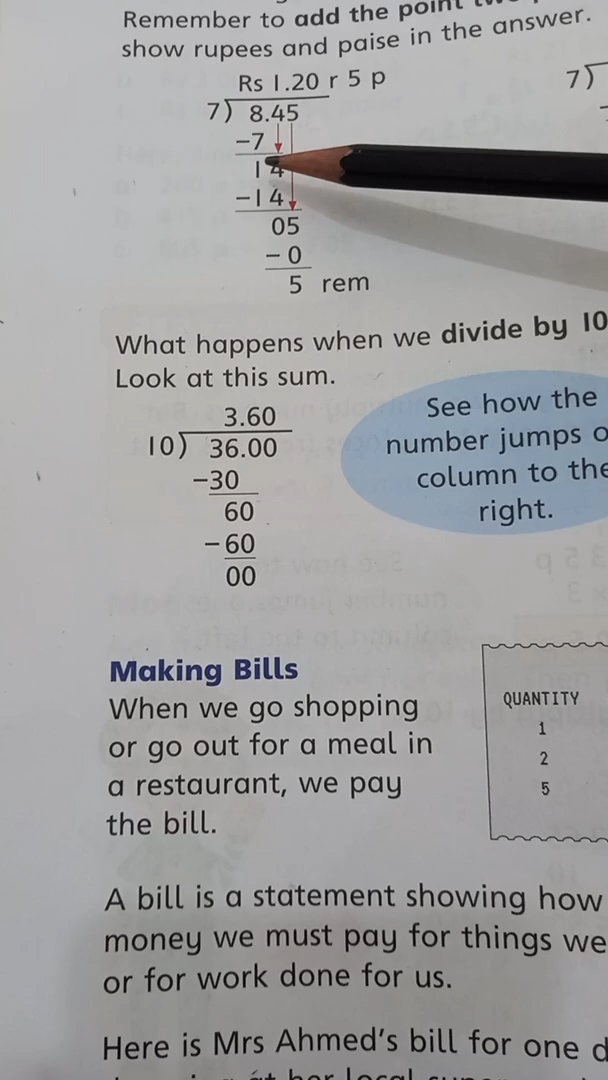 Remember to add the point
show rupees and paise in the answer.
Rs 1.20 r 5 p
7) 8.45
7)
−7
14
−14
05
− 0
5 rem
What happens when we divide by 10
Look at this sum.
3.60
10) 36.00
−30
60
− 60
00
See how the
number jumps o
column to the
right.
Making Bills
When we go shopping
or go out for a meal in
a restaurant, we pay
the bill.
QUANTITY
1
2
5
A bill is a statement showing how
money we must pay for things we
or for work done for us.
Here is Mrs Ahmed's bill for one d
at her local